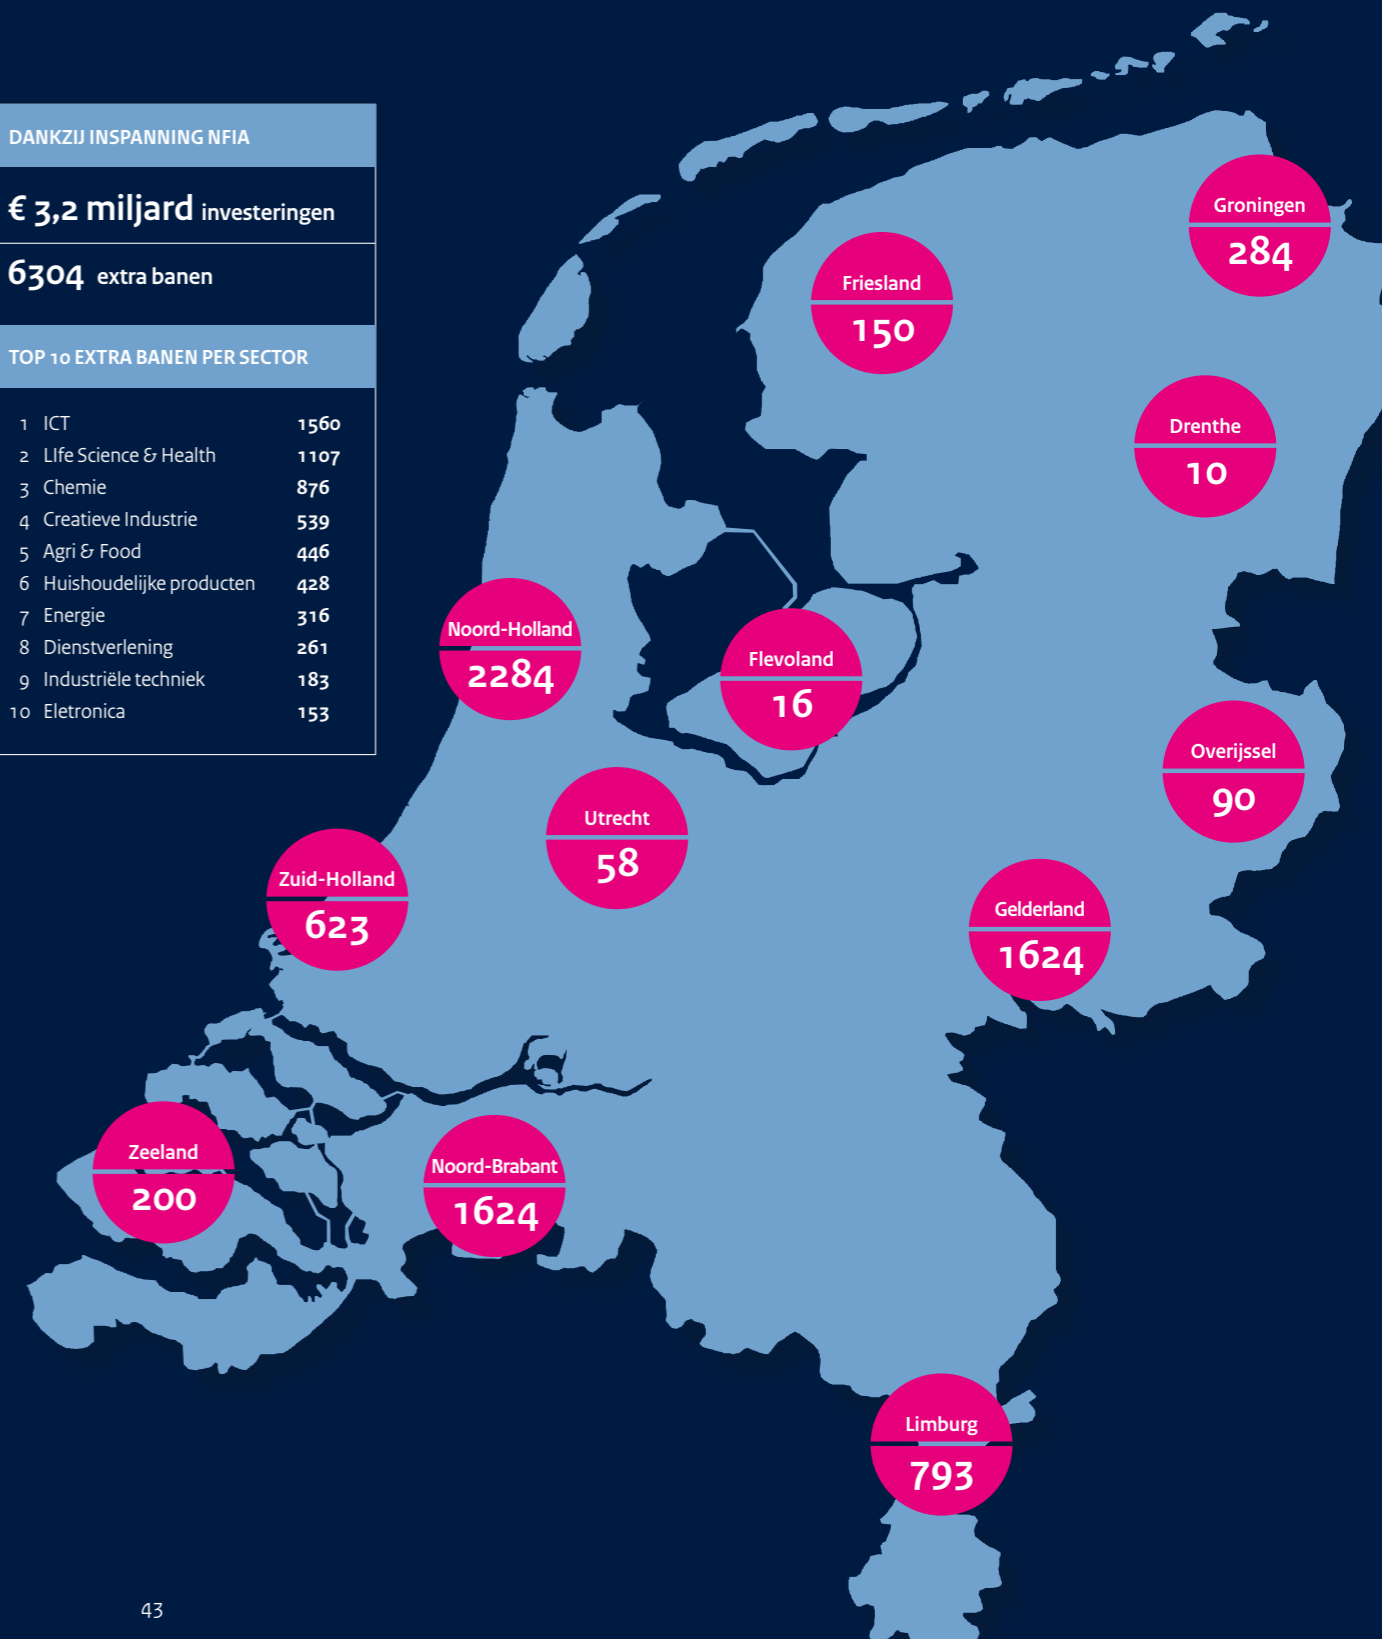 DANKZIJ INSPANNING NFIA
€ 3,2 miljard investeringen
6304 extra banen
TOP 10 EXTRA BANEN PER SECTOR
1 ICT 1560
2 LIfe Science & Health 1107
3 Chemie 876
4 Creatieve Industrie 539
5 Agri & Food 446
6 Huishoudelijke producten 428
7 Energie 316
8 Dienstverlening 261
9 Industriële techniek 183
10 Eletronica 153
Groningen
284
Friesland
150
Drenthe
10
Noord-Holland
2284
Flevoland
16
Overijssel
90
Utrecht
58
Zuid-Holland
623
Gelderland
1624
Zeeland
200
Noord-Brabant
1624
Limburg
793
43